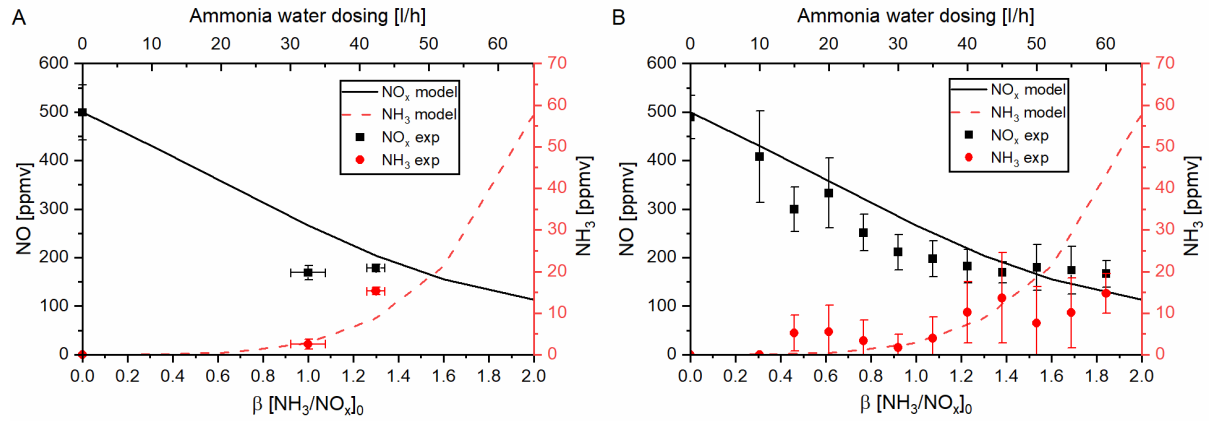 A
Ammonia water dosing [l/h]
0 10 20 30 40 50 60
600 70
500 60
400 50
300 40
200 30
100 20
0 10
0
NO [ppmv]
NH₃ [ppmv]
NOₓ model
NH₃ model
NOₓ exp
NH₃ exp
0.0 0.2 0.4 0.6 0.8 1.0 1.2 1.4 1.6 1.8 2.0
β [NH₃/NOₓ]₀
B
Ammonia water dosing [l/h]
0 10 20 30 40 50 60
600 70
500 60
400 50
300 40
200 30
100 20
0 10
0
NO [ppmv]
NH₃ [ppmv]
NOₓ model
NH₃ model
NOₓ exp
NH₃ exp
0.0 0.2 0.4 0.6 0.8 1.0 1.2 1.4 1.6 1.8 2.0
β [NH₃/NOₓ]₀